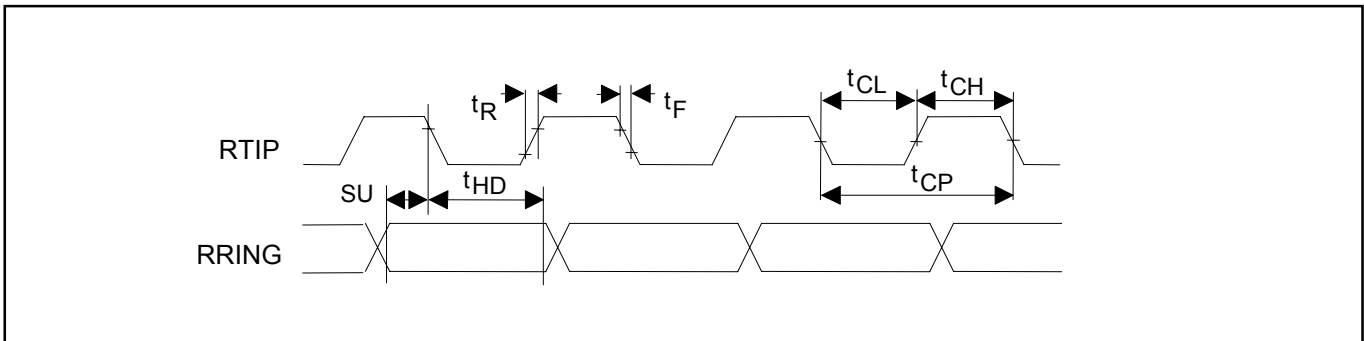 tCL
tCH
tR
tF
RTIP
tCP
SU
tHD
RRING